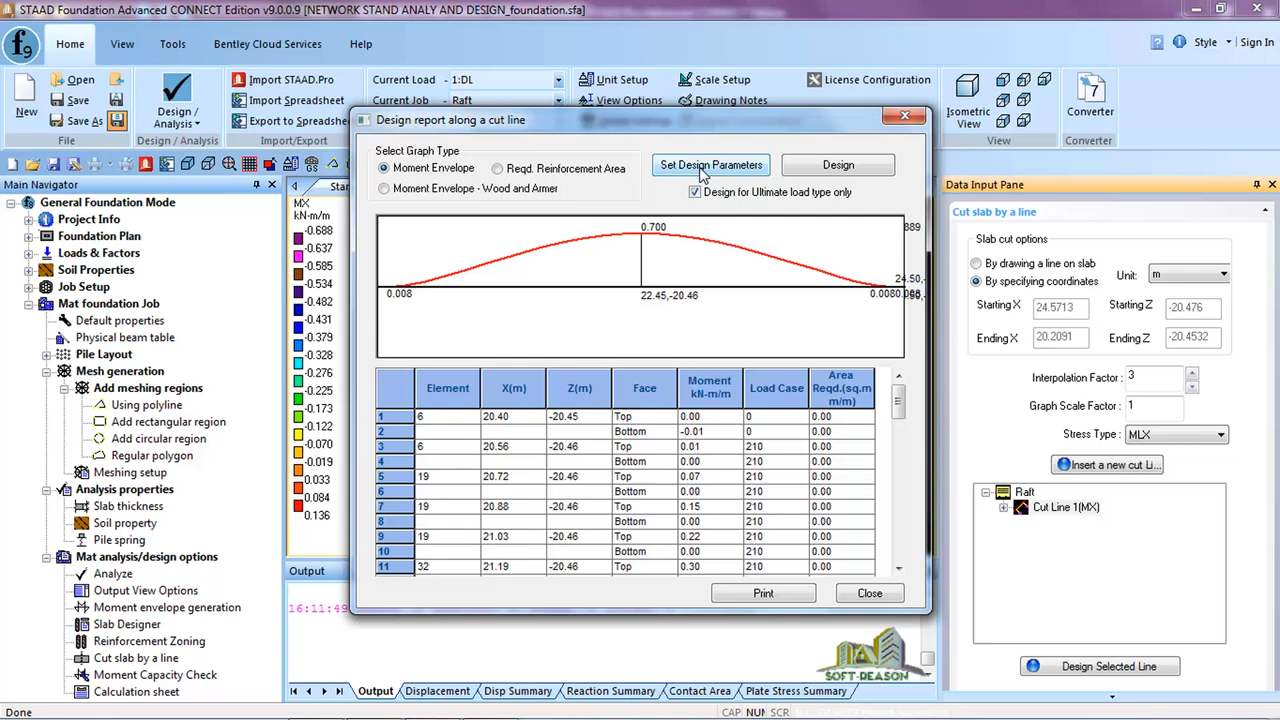 STAAD Foundation Advanced CONNECT Edition v9.0.0.9 [NETWORK STAND ANALY AND DESIGN_foundation.sfa]
Home View Tools Bentley Cloud Services Help Style Sign In
New Open Save Save As File
Design / Analysis Design / Analysis
Import STAAD.Pro Import Spreadsheet Export to Spreadshe Import/Export
Current Load 1:DL
Current Job Raft
Unit Setup View Options
Scale Setup Drawing Notes
License Configuration
Isometric View View
Converter Converter
Main Navigator
General Foundation Mode
Project Info
Foundation Plan
Loads & Factors
Soil Properties
Job Setup
Mat foundation Job
Default properties
Physical beam table
Pile Layout
Mesh generation
Add meshing regions
Using polyline
Add rectangular region
Add circular region
Regular polygon
Meshing setup
Analysis properties
Slab thickness
Soil property
Pile spring
Mat analysis/design options
Analyze
Output View Options
Moment envelope generation
Slab Designer
Reinforcement Zoning
Cut slab by a line
Moment Capacity Check
Calculation sheet
Star
MX
kN-m/m
-0.688
-0.637
-0.585
-0.534
-0.482
-0.431
-0.379
-0.328
-0.276
-0.225
-0.173
-0.122
-0.070
-0.019
0.033
0.084
0.136
Output
16:11:49
Design report along a cut line
Select Graph Type
Moment Envelope Reqd. Reinforcement Area
Moment Envelope - Wood and Armer
Set Design Parameters Design
Design for Ultimate load type only
0.700 889
24.50,-
0.008 22.45,-20.46
Element X(m) Z(m) Face Moment kN-m/m Load Case Area Reqd.(sq.m m/m)
1 6 20.40 -20.45 Top 0.00 0 0.00
2 Bottom -0.01 0 0.00
3 6 20.56 -20.46 Top 0.01 210 0.00
4 Bottom 0.00 210 0.00
5 19 20.72 -20.46 Top 0.07 210 0.00
6 Bottom 0.00 210 0.00
7 19 20.88 -20.46 Top 0.15 210 0.00
8 Bottom 0.00 210 0.00
9 19 21.03 -20.46 Top 0.22 210 0.00
10 Bottom 0.00 210 0.00
11 32 21.19 -20.46 Top 0.30 210 0.00
Print Close
Data Input Pane
Cut slab by a line
Slab cut options
By drawing a line on slab
By specifying coordinates
Unit: m
Starting X 24.5713 Starting Z -20.476
Ending X 20.2091 Ending Z -20.4532
Interpolation Factor: 3
Graph Scale Factor: 1
Stress Type: MLX
Insert a new cut Li...
Raft
Cut Line 1(MX)
Design Selected Line
SOFT-REASON
Output Displacement Disp Summary Reaction Summary Contact Area Plate Stress Summary
Done CAP NUM SCR